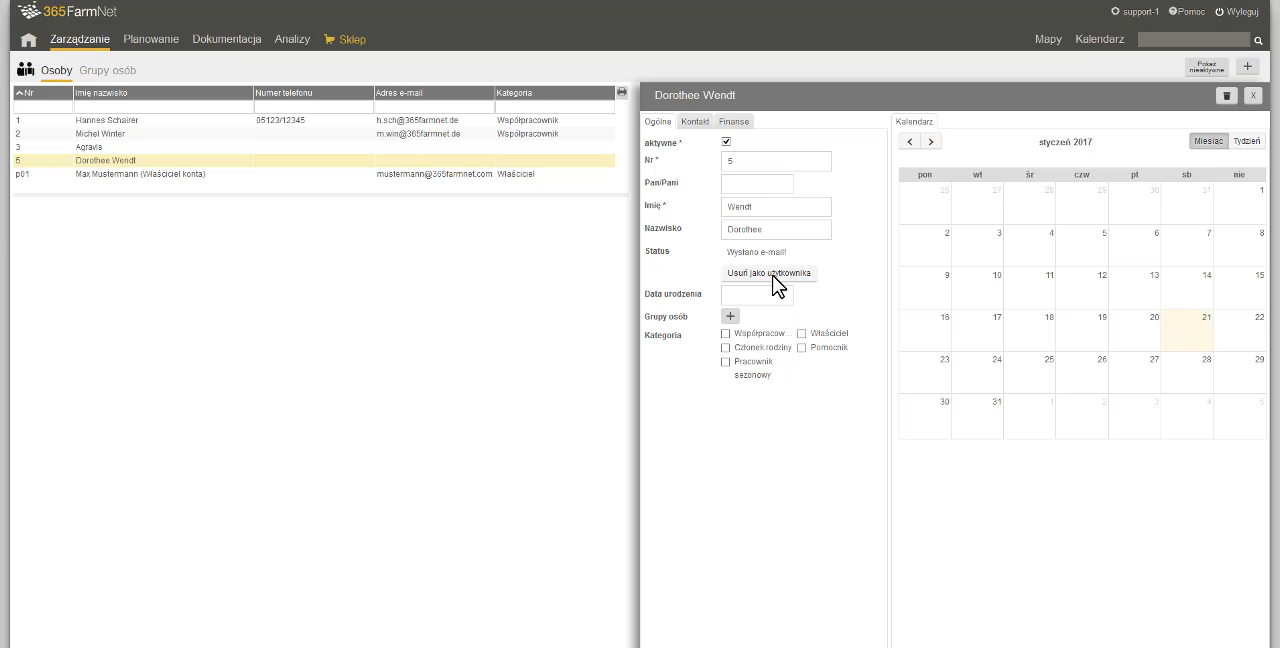 365FarmNet
support-1 Pomoc Wyloguj
Zarządzanie Planowanie Dokumentacja Analizy Sklep Mapy Kalendarz
Osoby Grupy osób
Pokaż
nieaktywne
+
Nr Imię nazwisko Numer telefonu Adres e-mail Kategoria
1 Hannes Schairer 05123/12345 h.sch@365farmnet.de Współpracownik
2 Michel Winter m.win@365farmnet.de Współpracownik
3 Agravis
5 Dorothee Wendt
p01 Max Mustermann (Właściciel konta) mustermann@365farmnet.com Właściciel
Dorothee Wendt
X
Ogólne Kontakt Finanse
aktywne *
Nr * 5
Pan/Pani
Imię * Wendt
Nazwisko Dorothee
Status Wysłano e-mail!
Usuń jako użytkownika
Data urodzenia
Grupy osób +
Kategoria Współpracow... Właściciel
Członek rodziny Pomocnik
Pracownik
sezonowy
Kalendarz
< > styczeń 2017 Miesiąc Tydzień
pon wt śr czw pt sb nie
26 27 28 29 30 31 1
2 3 4 5 6 7 8
9 10 11 12 13 14 15
16 17 18 19 20 21 22
23 24 25 26 27 28 29
30 31 1 2 3 4 5